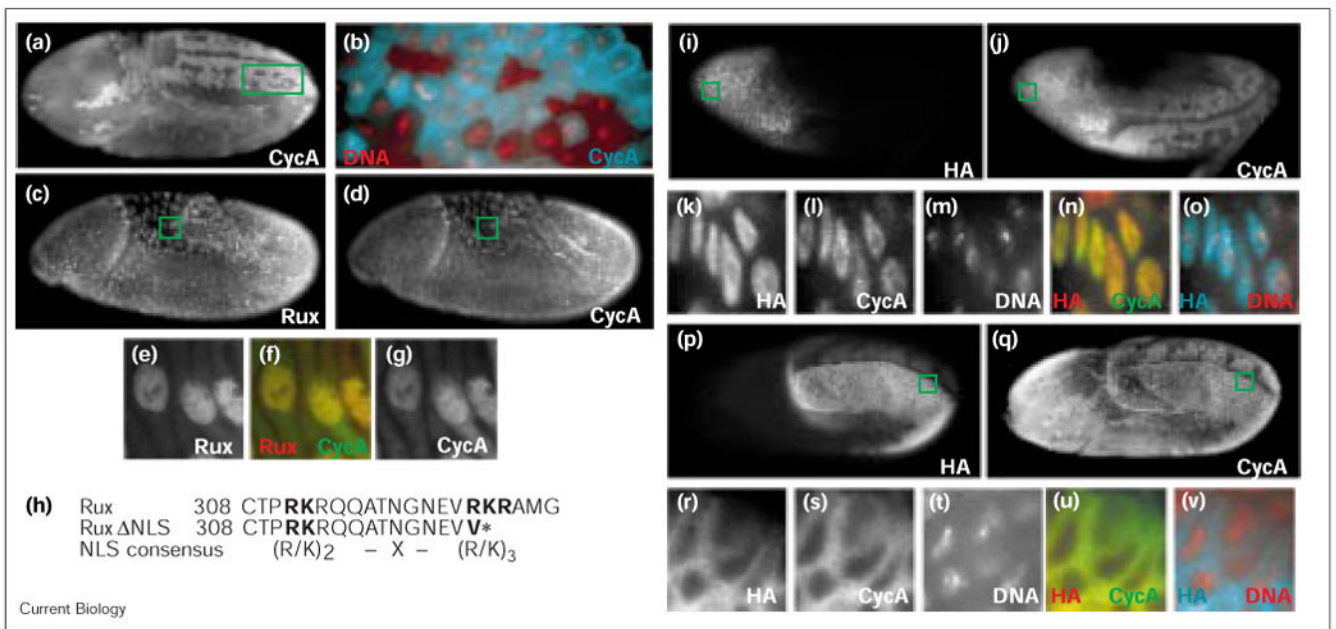 (a)
CycA
(b)
DNA CycA
(c)
Rux
(d)
CycA
(e)
Rux
(f)
Rux CycA
(g)
CycA
(h) Rux 308 CTPRKRQQATNGNEVRKRAMG
Rux ΔNLS 308 CTPRKRQQATNGNEVV*
NLS consensus (R/K)2 – X – (R/K)3
Current Biology
(i)
HA
(j)
CycA
(k)
HA
(l)
CycA
(m)
DNA
(n)
HA CycA
(o)
HA DNA
(p)
HA
(q)
CycA
(r)
HA
(s)
CycA
(t)
DNA
(u)
HA CycA
(v)
HA DNA